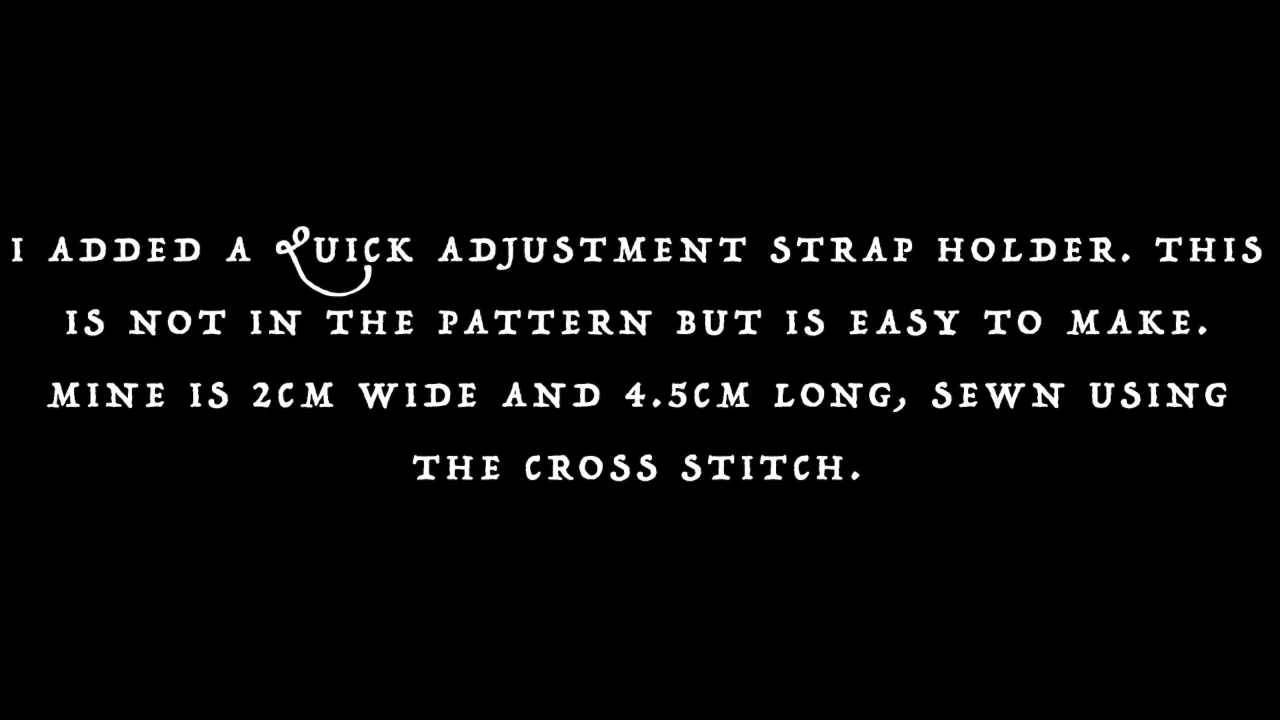 I ADDED A QUICK ADJUSTMENT STRAP HOLDER. THIS
IS NOT IN THE PATTERN BUT IS EASY TO MAKE.
MINE IS 2CM WIDE AND 4.5CM LONG, SEWN USING
THE CROSS STITCH.